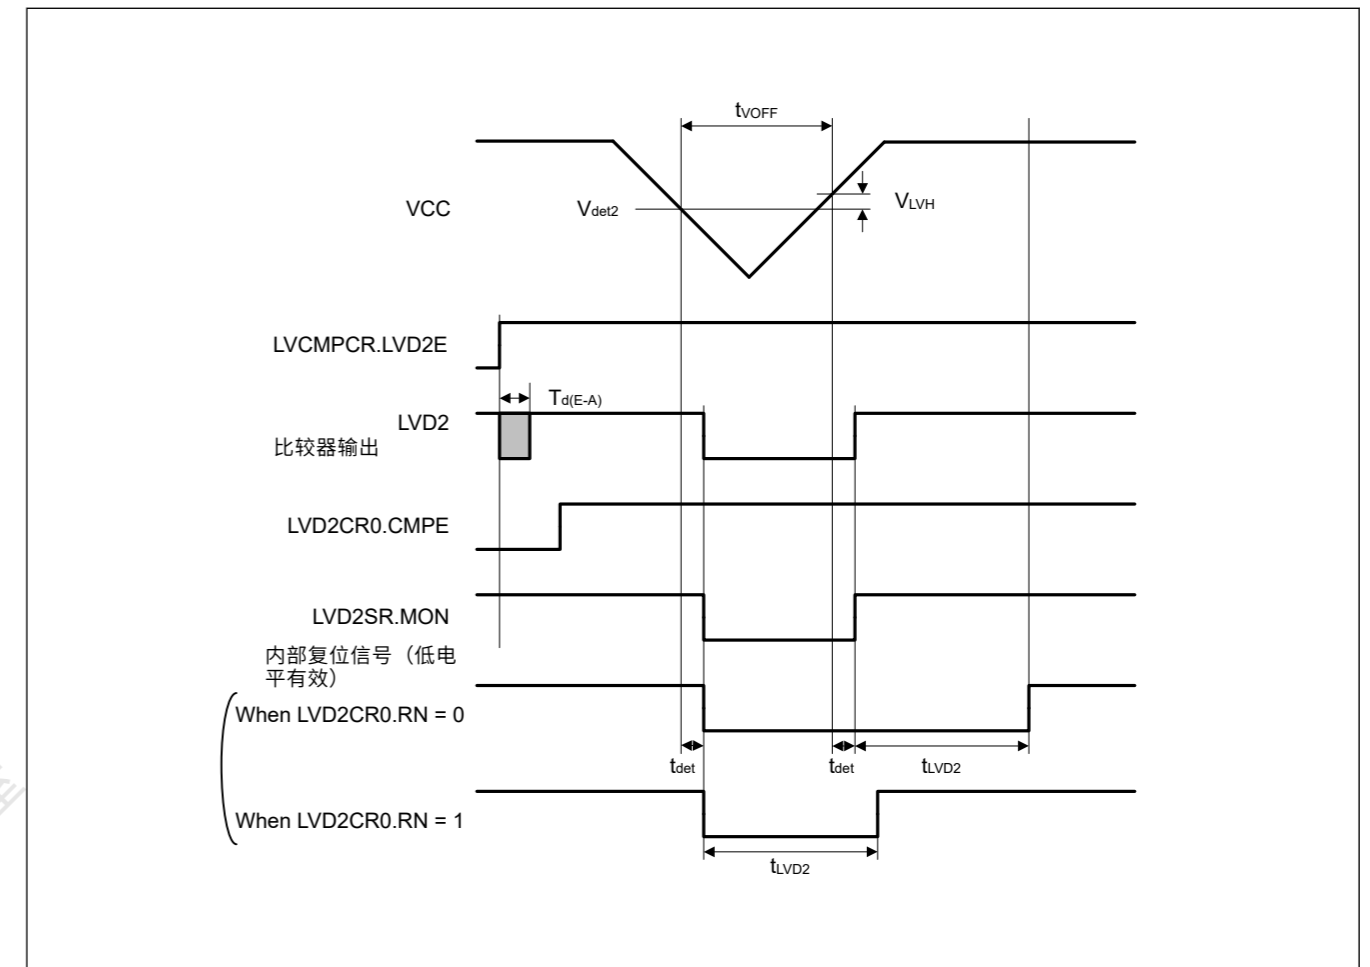 tVOFF
VCC
Vdet2
VLVH
LVCMPCR.LVD2E
Td(E-A)
LVD2
比较器输出
LVD2CR0.CMPE
LVD2SR.MON
内部复位信号（低电
平有效）
When LVD2CR0.RN = 0
tdet
tdet
tLVD2
When LVD2CR0.RN = 1
tLVD2